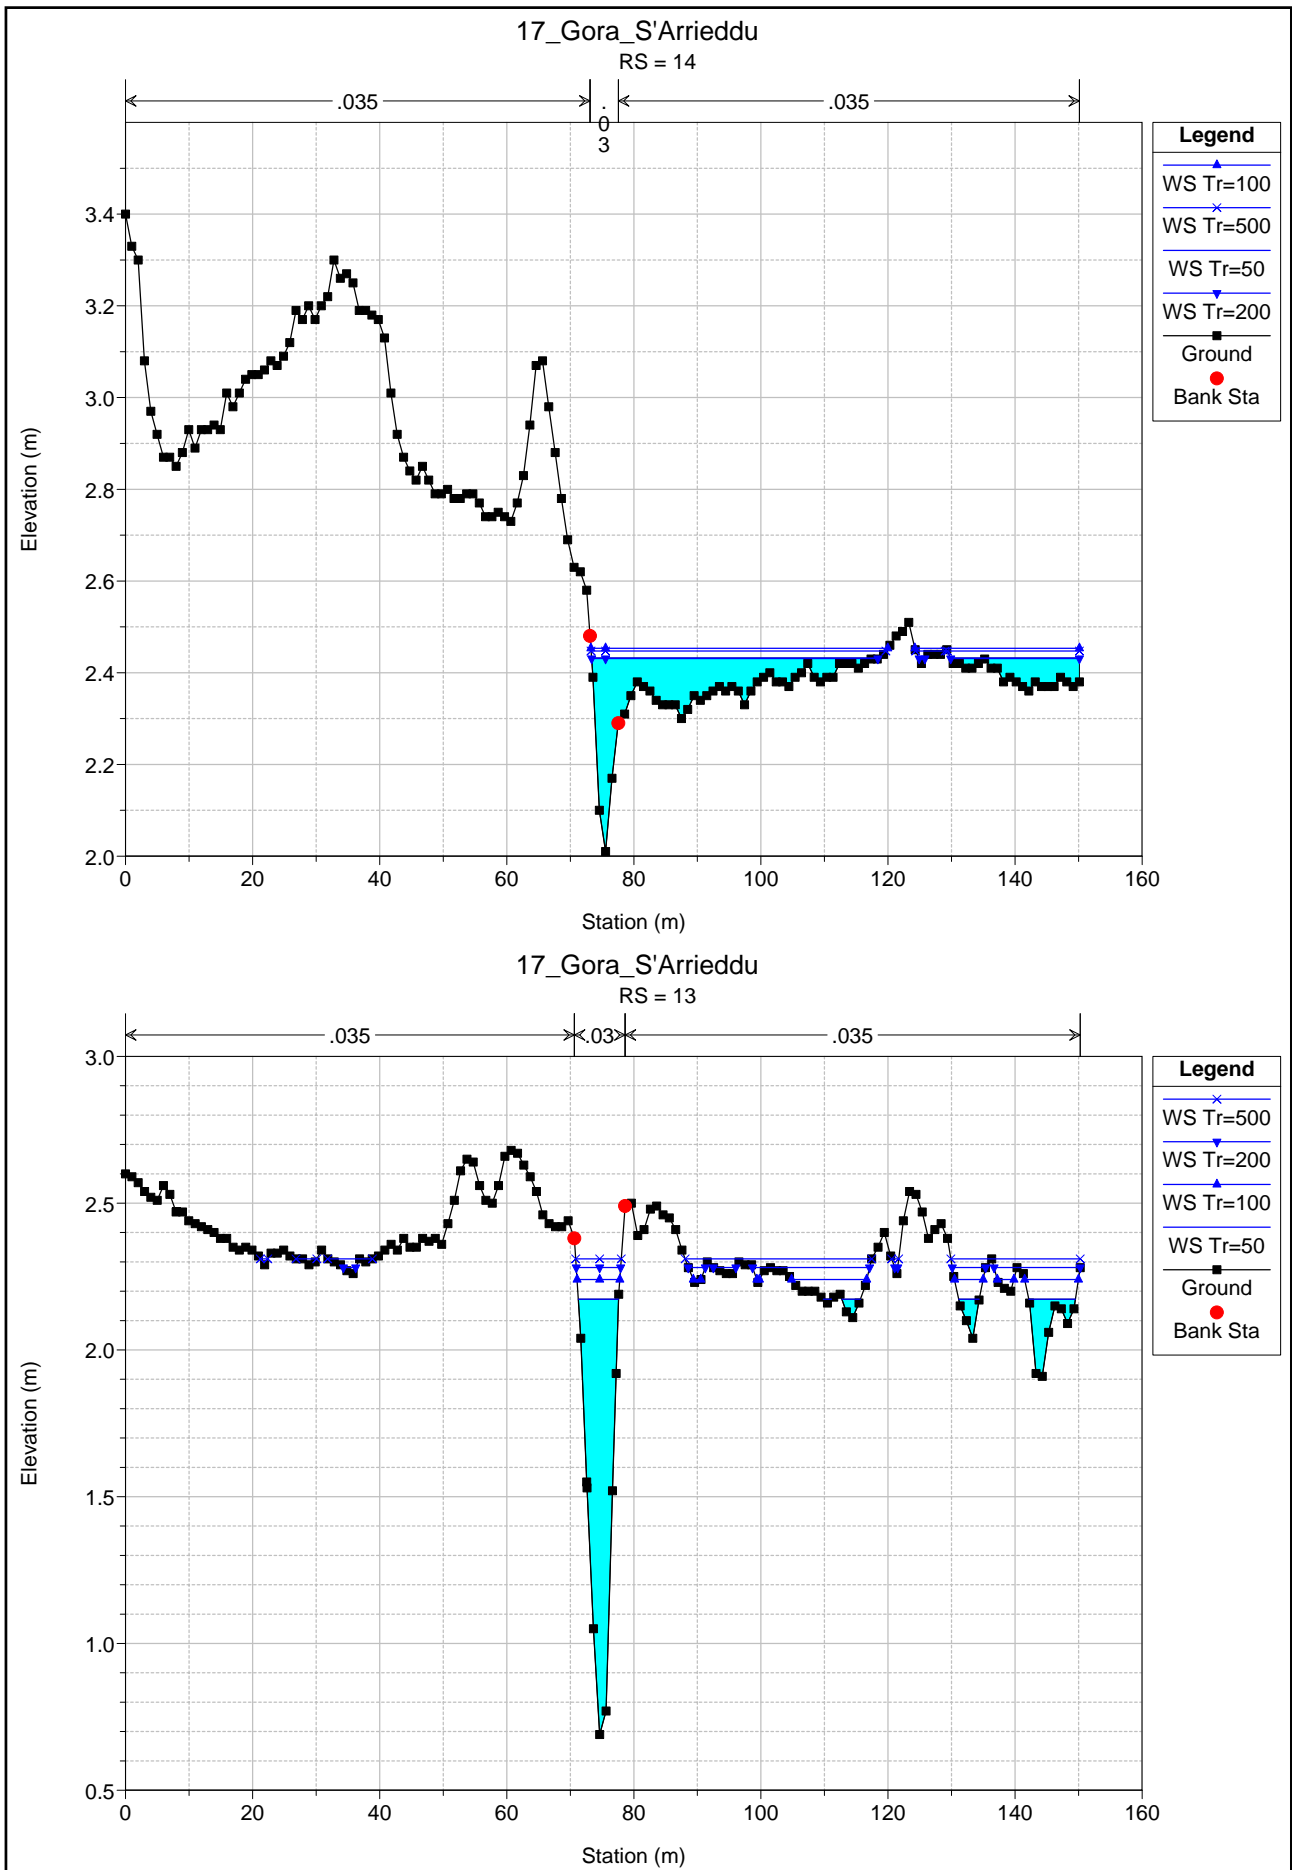 17_Gora_S'Arrieddu
RS = 14
.035
.03
.035
Legend
WS Tr=100
WS Tr=500
WS Tr=50
WS Tr=200
Ground
Bank Sta
3.4
3.2
3.0
2.8
2.6
2.4
2.2
2.0
Elevation (m)
0 20 40 60 80 100 120 140 160
Station (m)
17_Gora_S'Arrieddu
RS = 13
.035
.03
.035
Legend
WS Tr=500
WS Tr=200
WS Tr=100
WS Tr=50
Ground
Bank Sta
3.0
2.5
2.0
1.5
1.0
0.5
Elevation (m)
0 20 40 60 80 100 120 140 160
Station (m)